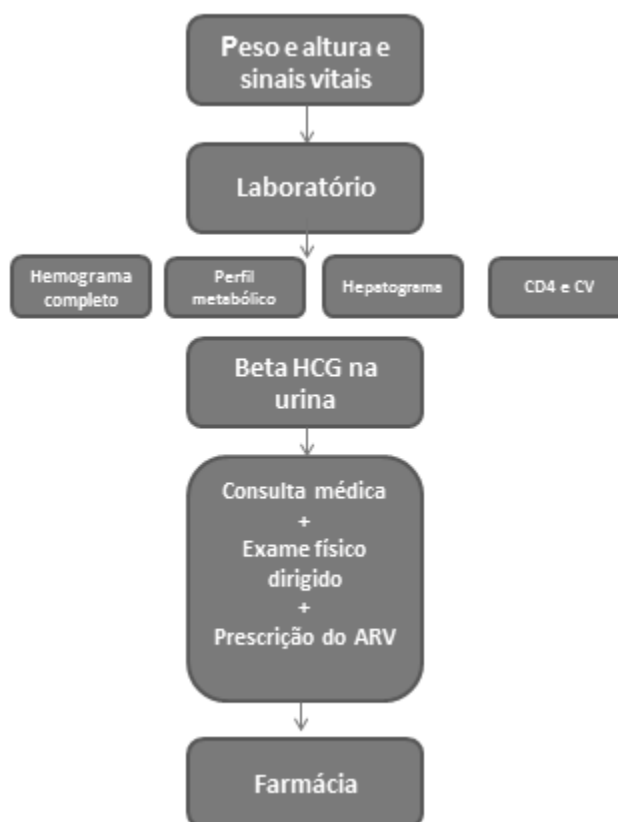 Peso e altura e
sinais vitais
Laboratório
Hemograma
completo
Perfil
metabólico
Hepatograma
CD4 e CV
Beta HCG na
urina
Consulta médica
+
Exame físico
dirigido
+
Prescrição do ARV
Farmácia